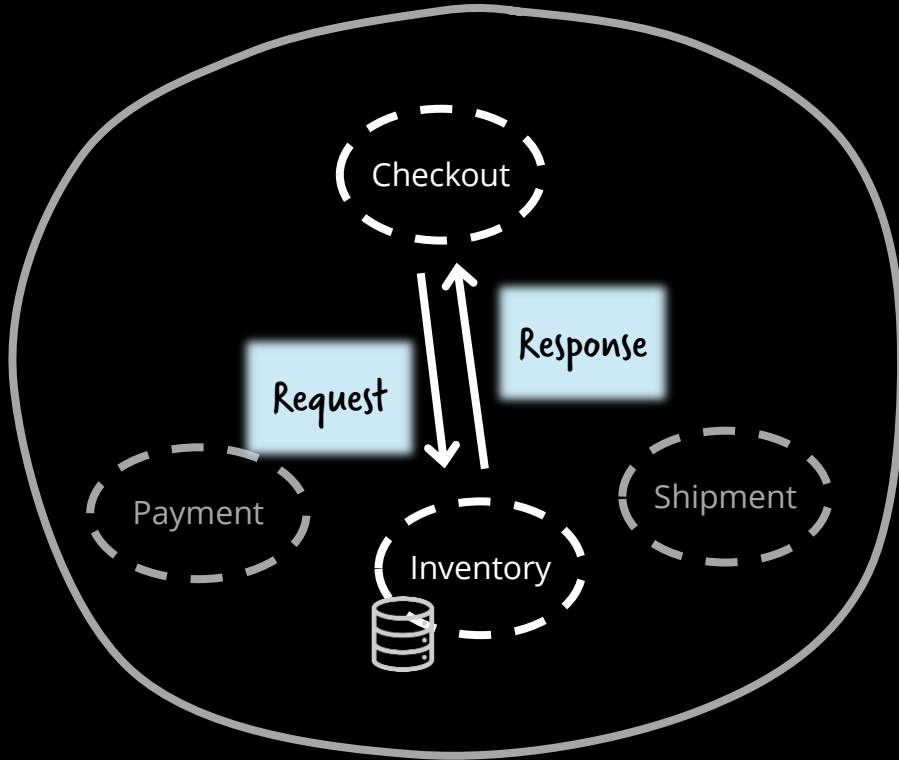 Checkout
Response
Request
Payment
Shipment
Inventory